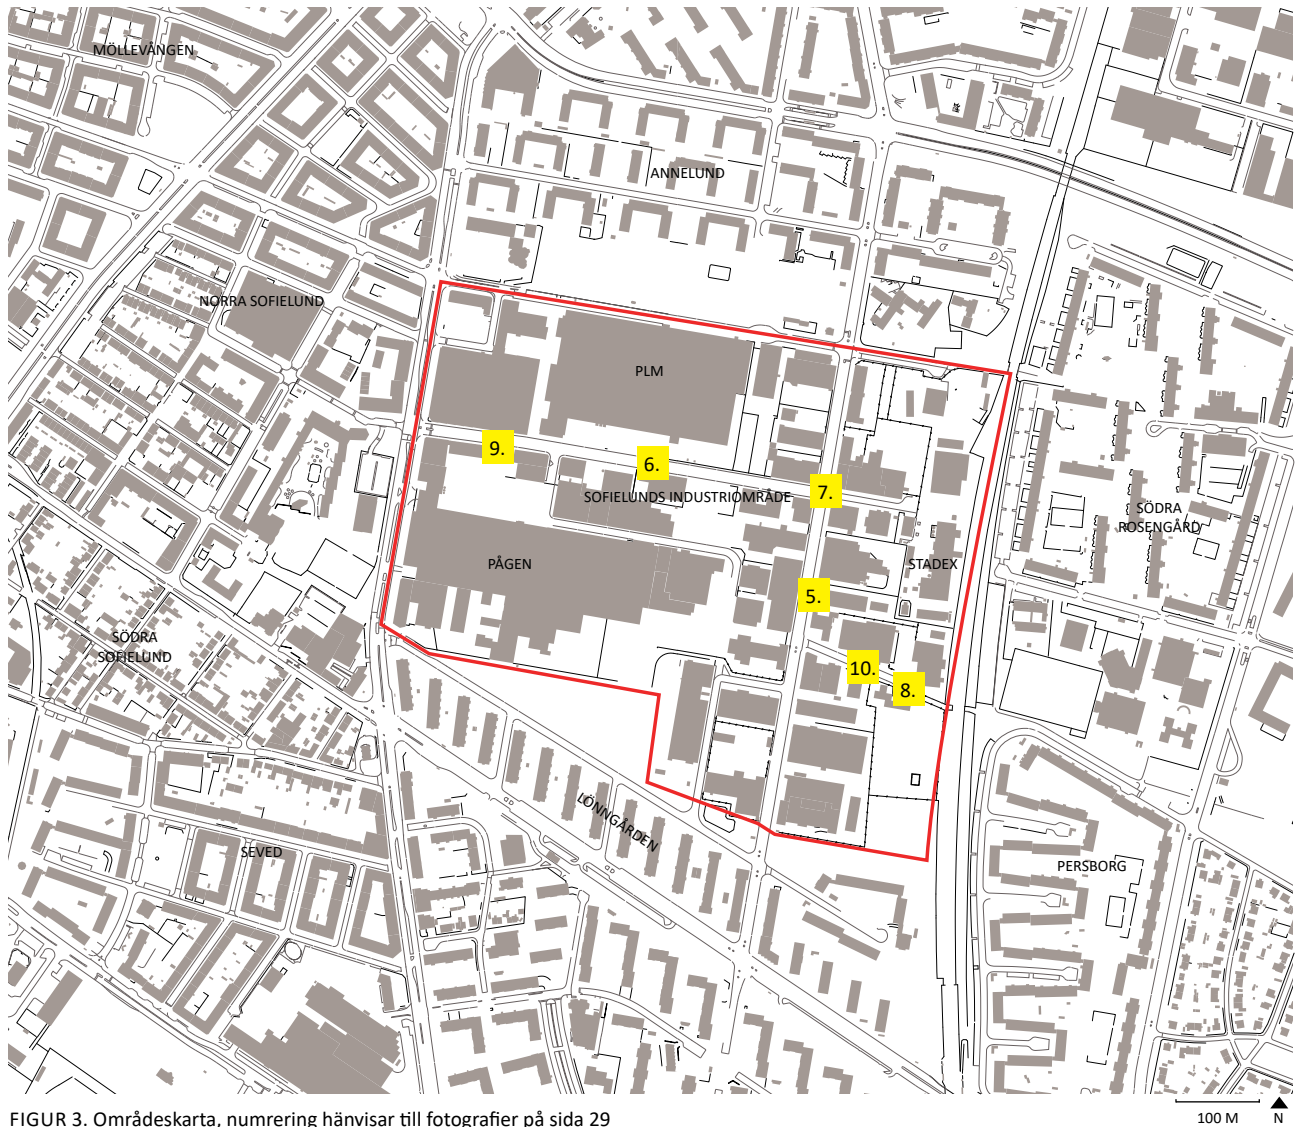 MÖLLEVÅNGEN
ANNELUND
NORRA SOFIELUND
PLM
9.
6.
7.
SOFIELUNDS INDUSTRIOMRÅDE
SÖDRA
ROSENGÅRD
PÅGEN
STADEX
5.
SÖDRA
SOFIELUND
10.
8.
LÖNNGÅRDEN
SEVED
PERSBORG
FIGUR 3. Områdeskarta, numrering hänvisar till fotografier på sida 29
100 M
N